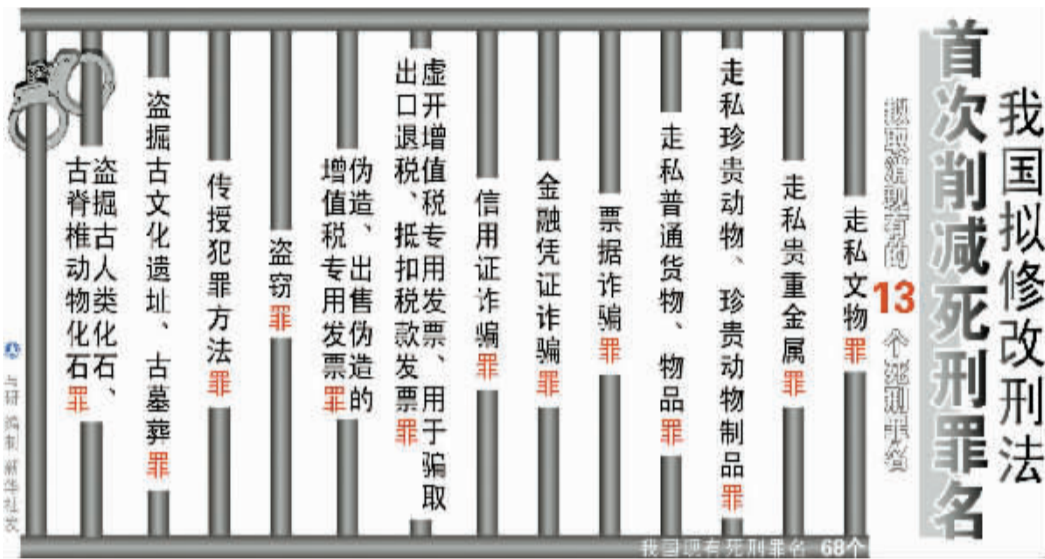 我国拟修改刑法
首次削减死刑罪名
拟取消现有的13个死刑罪名
走私文物罪
走私贵重金属罪
走私珍贵动物、珍贵动物制品罪
走私普通货物、物品罪
票据诈骗罪
金融凭证诈骗罪
信用证诈骗罪
虚开增值税专用发票、用于骗取
出口退税、抵扣税款发票罪
伪造、出售伪造的
增值税专用发票罪
盗窃罪
传授犯罪方法罪
盗掘古文化遗址、古墓葬罪
盗掘古人类化石、
古脊椎动物化石罪
我国现有死刑罪名 68个
编制 新华社发